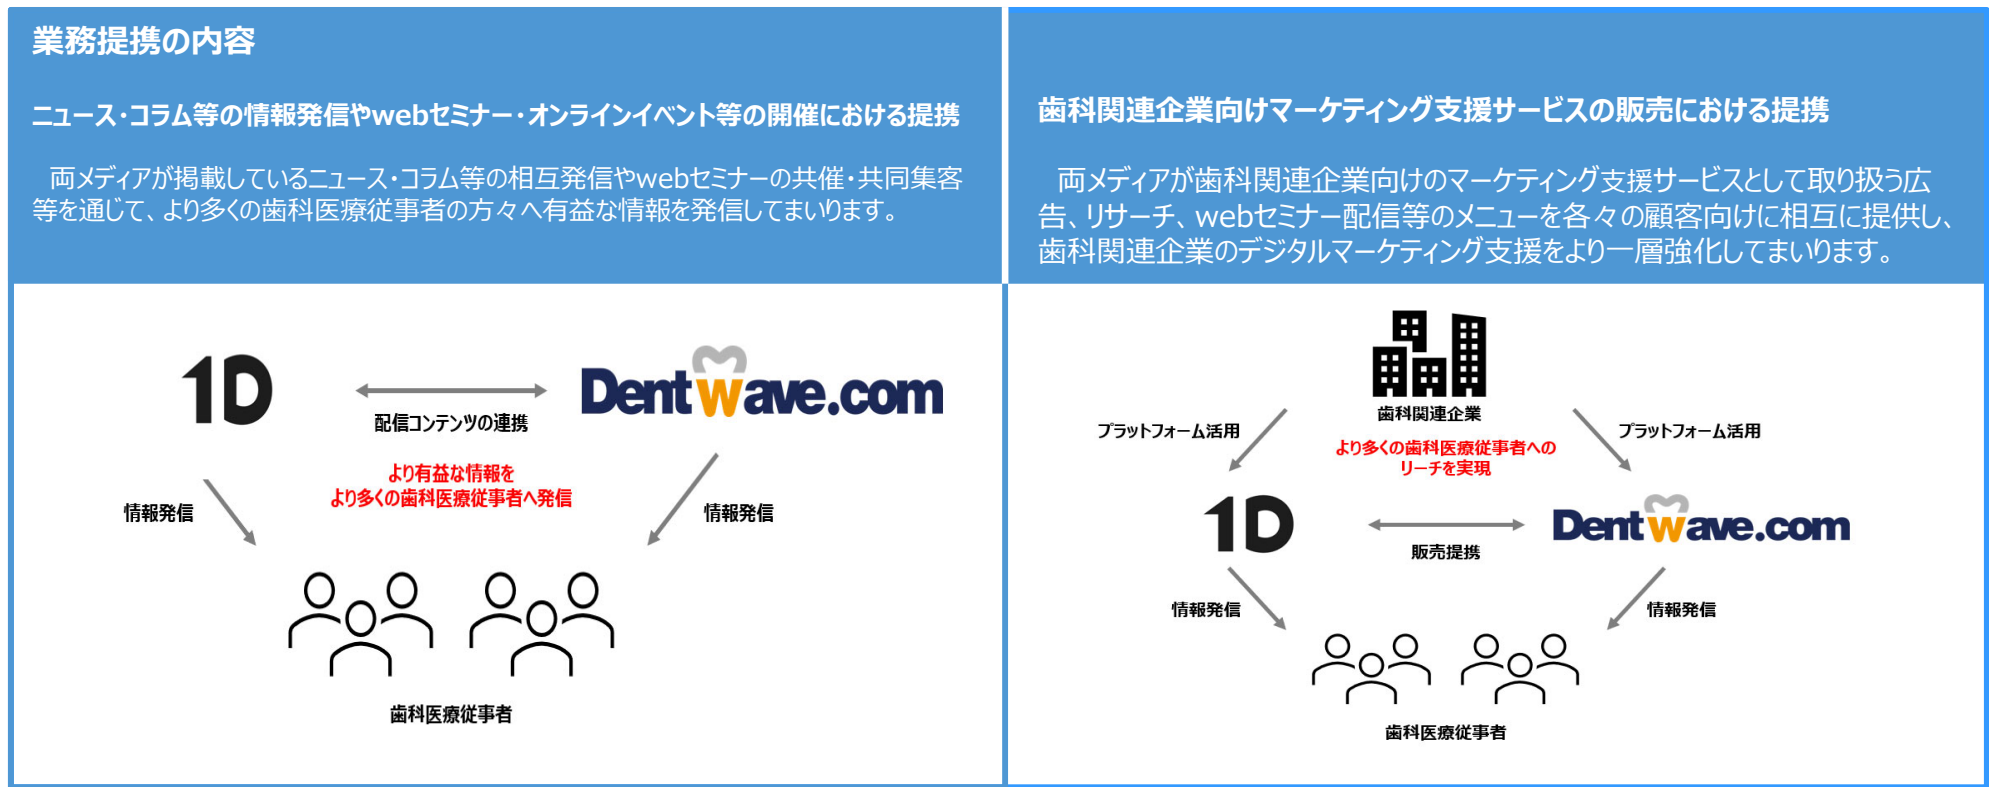 業務提携の内容
ニュース・コラム等の情報発信やwebセミナー・オンラインイベント等の開催における提携
両メディアが掲載しているニュース・コラム等の相互発信やwebセミナーの共催・共同集客
等を通じて、より多くの歯科医療従事者の方々へ有益な情報を発信してまいります。
1D
Dentwave.com
配信コンテンツの連携
より有益な情報を
より多くの歯科医療従事者へ発信
情報発信
情報発信
歯科医療従事者
歯科関連企業向けマーケティング支援サービスの販売における提携
両メディアが歯科関連企業向けのマーケティング支援サービスとして取り扱う広
告、リサーチ、webセミナー配信等のメニューを各々の顧客向けに相互に提供し、
歯科関連企業のデジタルマーケティング支援をより一層強化してまいります。
歯科関連企業
プラットフォーム活用
プラットフォーム活用
より多くの歯科医療従事者への
リーチを実現
1D
Dentwave.com
販売提携
情報発信
情報発信
歯科医療従事者